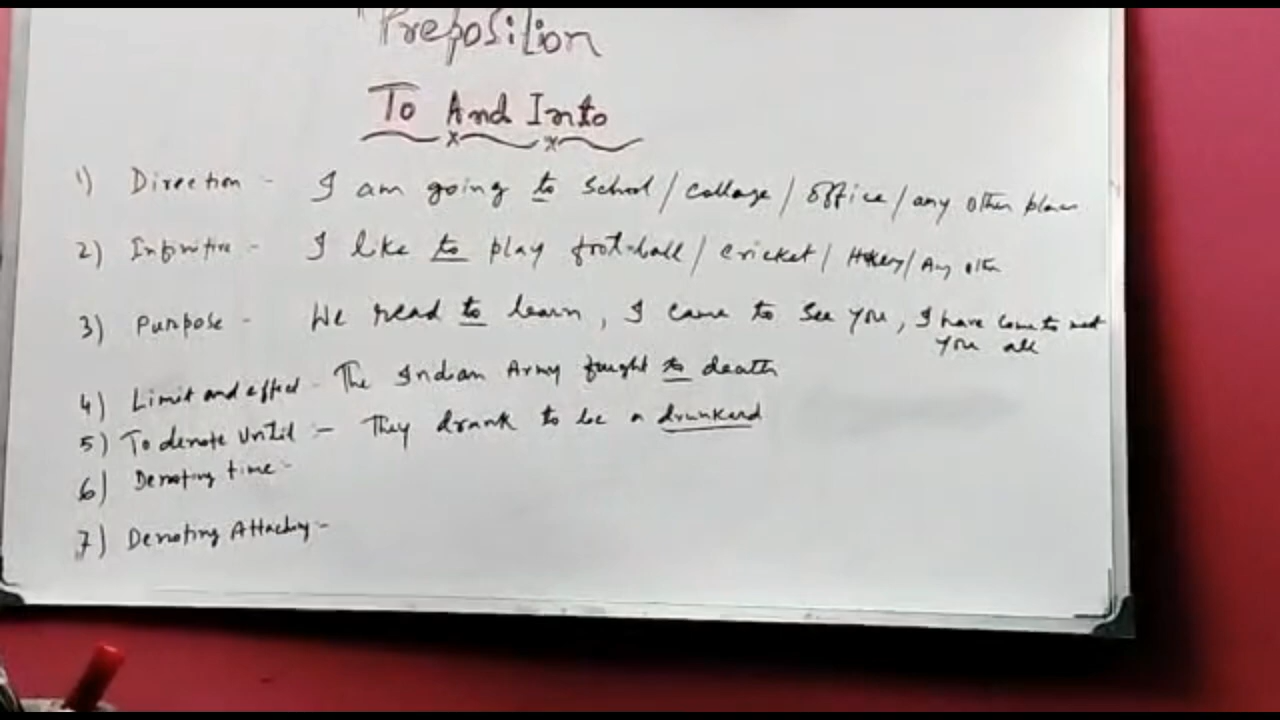 Preposition
To And Into
1) Direction - I am going to School / Collage / Office / any other place
2) Infinitive - I like to play foot-ball / Cricket / Hockey / Any other
3) Purpose - We read to learn, I came to see you, I have come to met
you all
4) Limit and effect - The Indian Army fought to death
5) To denote Until :- They drank to be a drunkard
6) Denoting time :-
7) Denoting Attaching :-